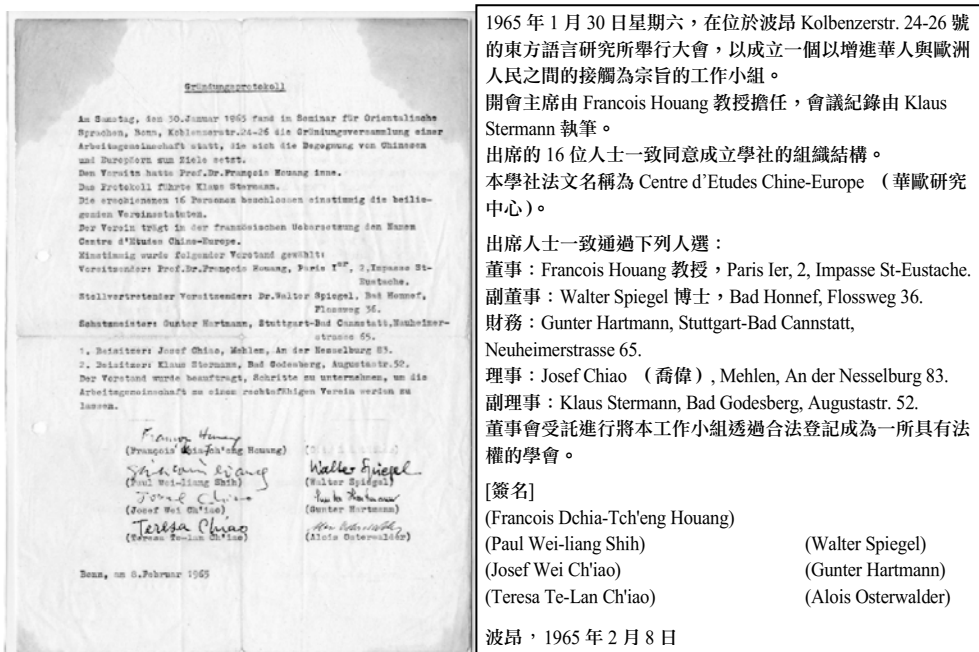 Gründungsprotokoll
Am Samstag, den 30.Januar 1965 fand im Seminar für Orientalische
Sprachen, Bonn, Koblenzerstr.24-26 die Gründungsversammlung einer
Arbeitsgemeinschaft statt, die sich die Begegnung von Chinesen
und Europäern zum Ziele setzt.
Den Vorsitz hatte Prof.Dr.François Houang inne.
Das Protokoll führte Klaus Stermann.
Die erschienenen 16 Personen beschlossen einstimmig die beilie-
genden Vereinsstatuten.
Der Verein trägt in der französischen Uebersetzung den Namen
Centre d'Etudes Chine-Europe.
Einstimmig wurde folgender Vorstand gewählt:
Vorsitzender: Prof.Dr.François Houang, Paris Ier, 2,Impasse St-
Eustache.
Stellvertretender Vorsitzender: Dr.Walter Spiegel, Bad Honnef,
Flossweg 36.
Schatzmeister: Gunter Hartmann, Stuttgart-Bad Cannstatt,Neuheimer-
strasse 65.
1. Beisitzer: Josef Chiao, Mehlen, An der Nesselburg 83.
2. Beisitzer: Klaus Stermann, Bad Godesberg, Augustastr.52.
Der Vorstand wurde beauftragt, Schritte zu unternehmen, um die
Arbeitsgemeinschaft zu einem rechtsfähigen Verein werden zu
lassen.
(François Houang)
(Paul Wei-liang Shih) Walter Spiegel (Walter Spiegel)
Josef Chiao
(Josef Wei Ch'iao) (Gunter Hartmann)
Teresa Chiao
(Teresa Te-Lan Ch'iao) (Alois Osterwalder)
Bonn, am 8.Februar 1965
1965 年 1 月 30 日星期六，在位於波昂 Kolbenzerstr. 24-26 號
的東方語言研究所舉行大會，以成立一個以增進華人與歐洲
人民之間的接觸為宗旨的工作小組。
開會主席由 Francois Houang 教授擔任，會議紀錄由 Klaus
Stermann 執筆。
出席的 16 位人士一致同意成立學社的組織結構。
本學社法文名稱為 Centre d’Etudes Chine-Europe （華歐研究
中心）。
出席人士一致通過下列人選：
董事：Francois Houang 教授，Paris Ier, 2, Impasse St-Eustache.
副董事：Walter Spiegel 博士，Bad Honnef, Flossweg 36.
財務：Gunter Hartmann, Stuttgart-Bad Cannstatt,
Neuheimerstrasse 65.
理事：Josef Chiao （喬偉）, Mehlen, An der Nesselburg 83.
副理事：Klaus Stermann, Bad Godesberg, Augustastr. 52.
董事會受託進行將本工作小組透過合法登記成為一所具有法
權的學會。
[簽名]
(Francois Dchia-Tch'eng Houang)
(Paul Wei-liang Shih) (Walter Spiegel)
(Josef Wei Ch'iao) (Gunter Hartmann)
(Teresa Te-Lan Ch'iao) (Alois Osterwalder)
波昂，1965 年 2 月 8 日